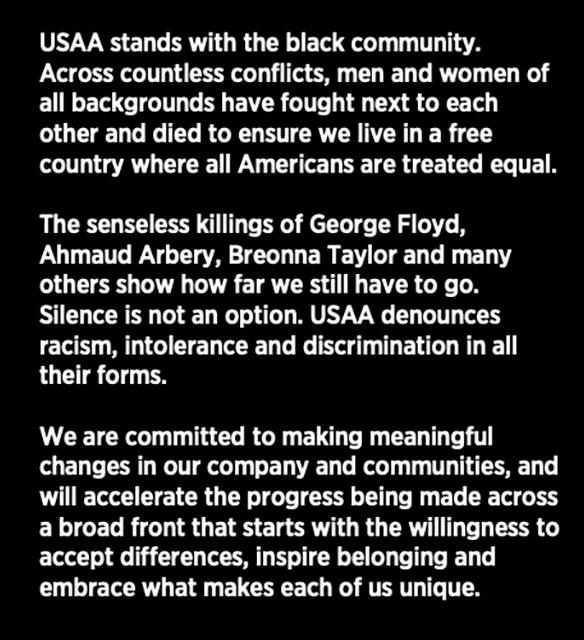 USAA stands with the black community.
Across countless conflicts, men and women of
all backgrounds have fought next to each
other and died to ensure we live in a free
country where all Americans are treated equal.
The senseless killings of George Floyd,
Ahmaud Arbery, Breonna Taylor and many
others show how far we still have to go.
Silence is not an option. USAA denounces
racism, intolerance and discrimination in all
their forms.
We are committed to making meaningful
changes in our company and communities, and
will accelerate the progress being made across
a broad front that starts with the willingness to
accept differences, inspire belonging and
embrace what makes each of us unique.